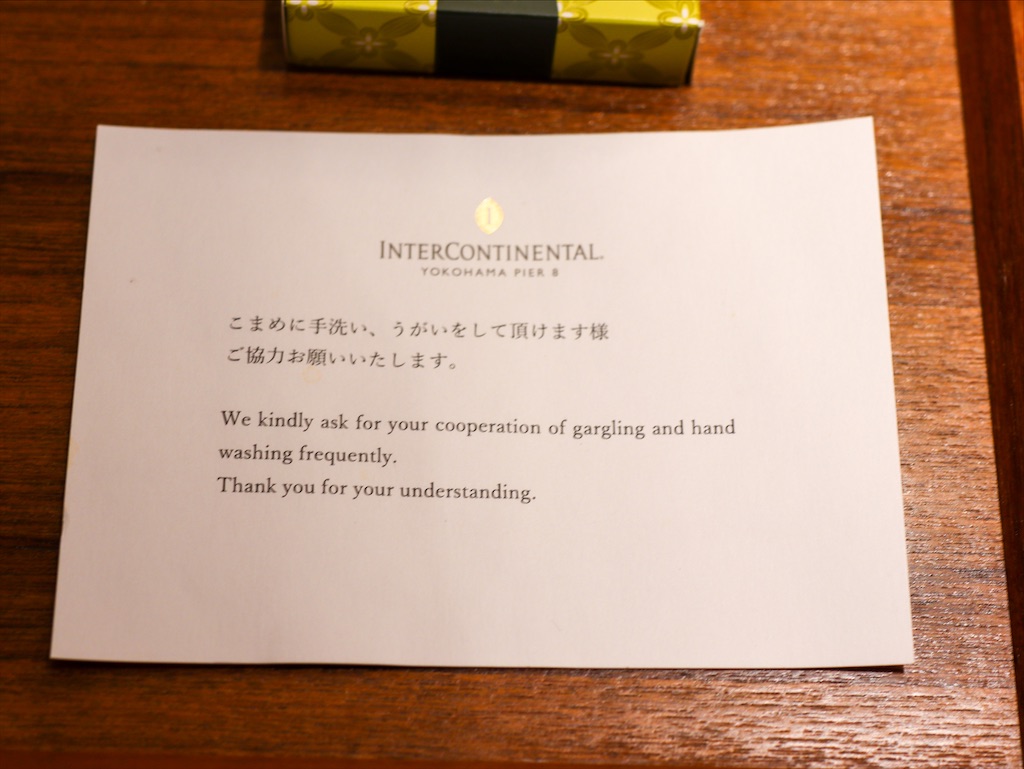 INTERCONTINENTAL®
YOKOHAMA PIER 8
こまめに手洗い、うがいをして頂けます様
ご協力お願いいたします。
We kindly ask for your cooperation of gargling and hand
washing frequently.
Thank you for your understanding.